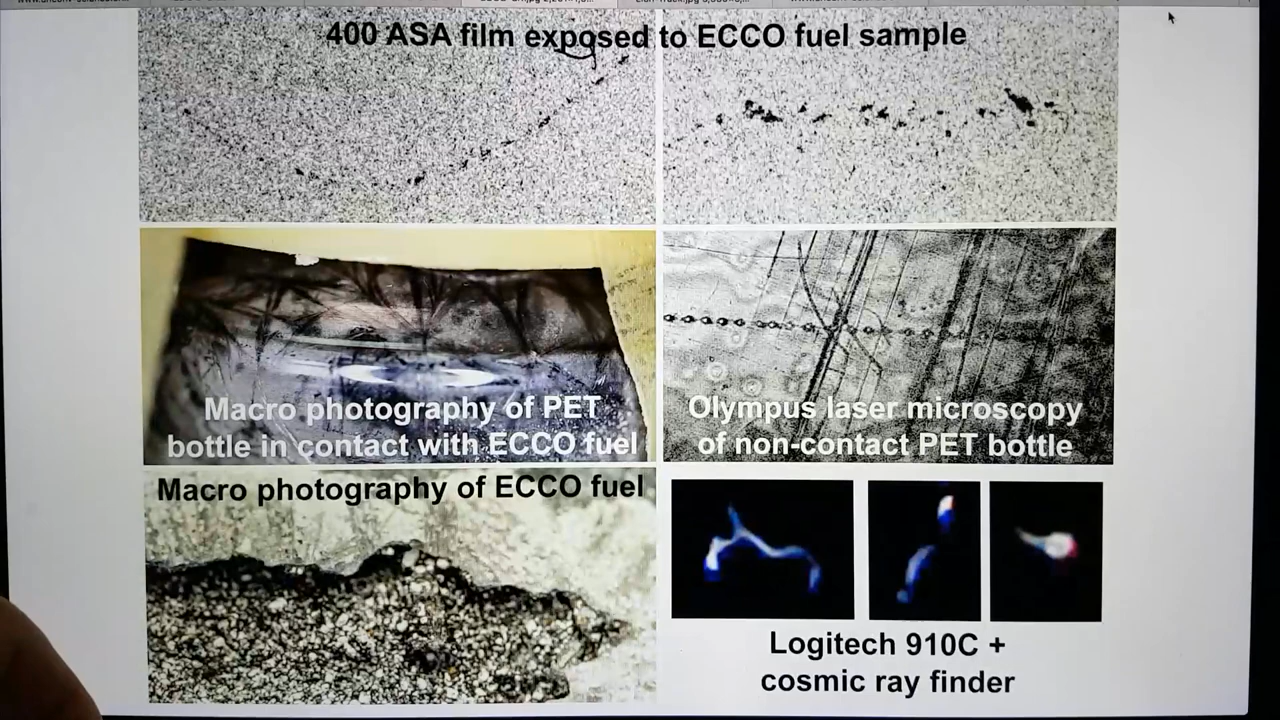 400 ASA film exposed to ECCO fuel sample
Macro photography of PET
bottle in contact with ECCO fuel
Olympus laser microscopy
of non-contact PET bottle
Macro photography of ECCO fuel
Logitech 910C +
cosmic ray finder